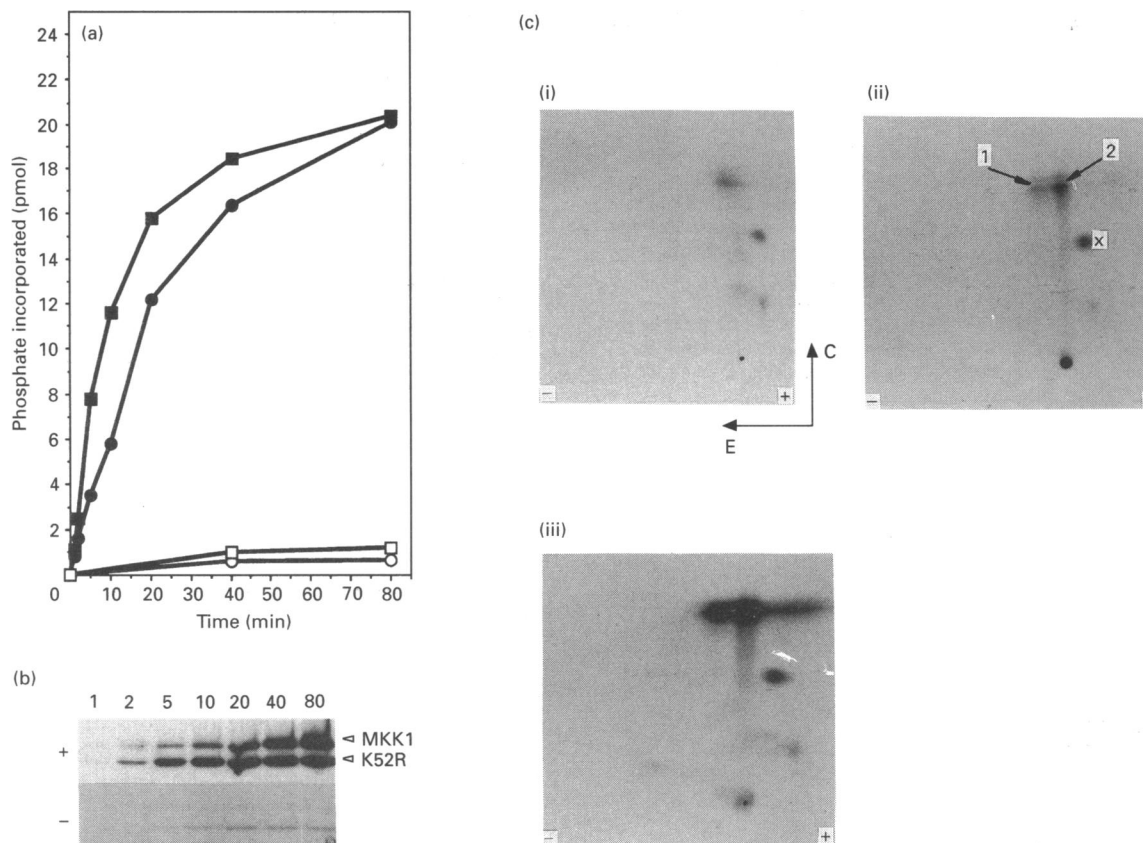 (a)
24
22
20
18
16
14
12
10
8
6
4
2
0 10 20 30 40 50 60 70 80
Time (min)
Phosphate incorporated (pmol)
(b)
1 2 5 10 20 40 80
+
MKK1
K52R
–
(c)
(i)
–
+
C
E
(ii)
1
2
x
–
(iii)
–
+